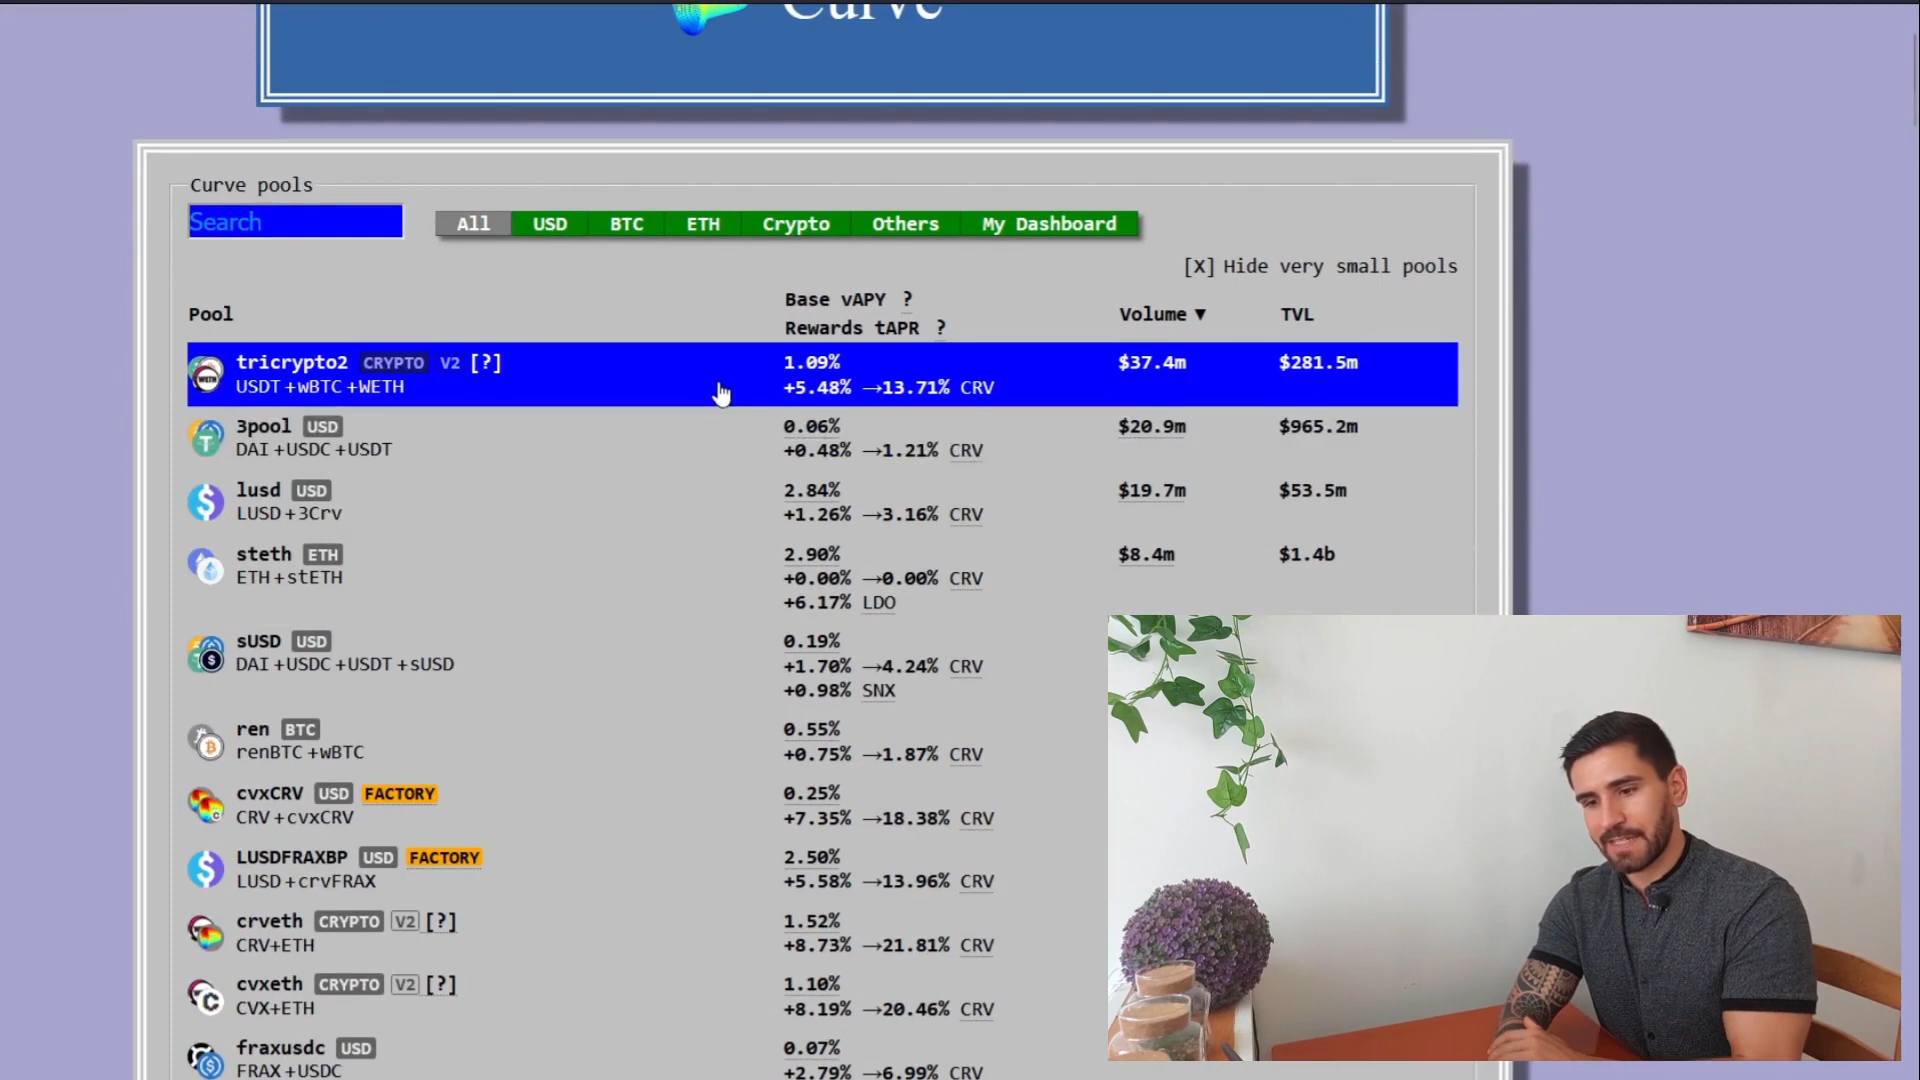 Curve
Curve pools
Search
All USD BTC ETH Crypto Others My Dashboard
[X] Hide very small pools
Pool Base vAPY ? Rewards tAPR ? Volume ▼ TVL
tricrypto2 CRYPTO V2 [?] 1.09% $37.4m $281.5m
USDT+wBTC+WETH +5.48% →13.71% CRV
3pool USD 0.06% $20.9m $965.2m
DAI+USDC+USDT +0.48% →1.21% CRV
lusd USD 2.84% $19.7m $53.5m
LUSD+3Crv +1.26% →3.16% CRV
steth ETH 2.90% $8.4m $1.4b
ETH+stETH +0.00% →0.00% CRV
+6.17% LDO
sUSD USD 0.19%
DAI+USDC+USDT+sUSD +1.70% →4.24% CRV
+0.98% SNX
ren BTC 0.55%
renBTC+wBTC +0.75% →1.87% CRV
cvxCRV USD FACTORY 0.25%
CRV+cvxCRV +7.35% →18.38% CRV
LUSDFRAXBP USD FACTORY 2.50%
LUSD+crvFRAX +5.58% →13.96% CRV
crveth CRYPTO V2 [?] 1.52%
CRV+ETH +8.73% →21.81% CRV
cvxeth CRYPTO V2 [?] 1.10%
CVX+ETH +8.19% →20.46% CRV
fraxusdc USD 0.07%
FRAX+USDC +2.79% →6.99% CRV